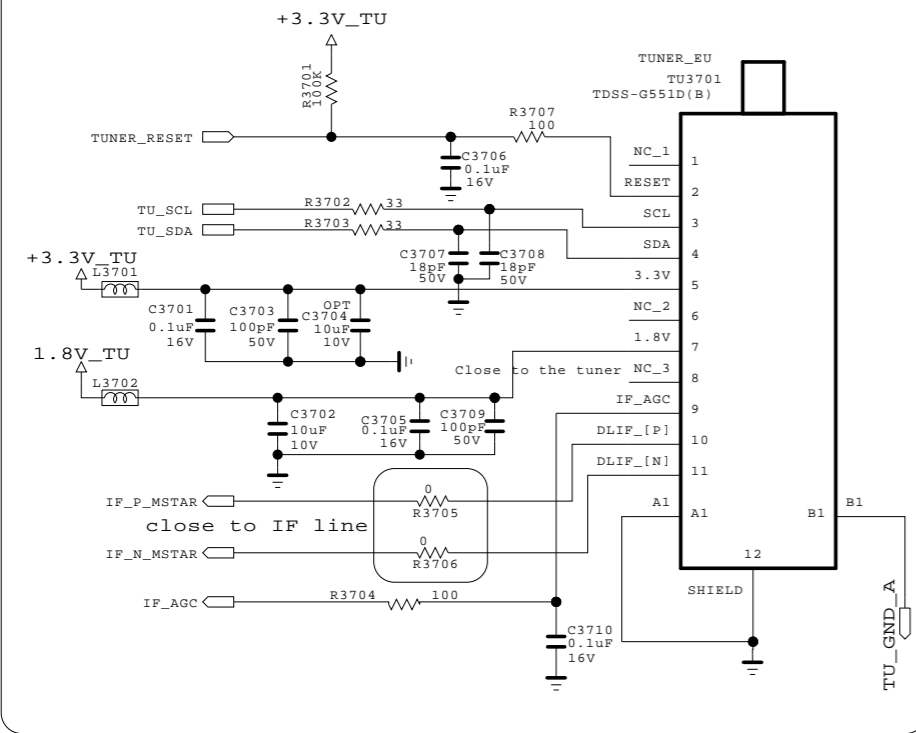 +3.3V_TU
R3701
100K
TUNER_EU
TU3701
TDSS-G551D(B)
R3707
100
TUNER_RESET
C3706
0.1uF
16V
NC_1
1
RESET
2
TU_SCL
R3702
33
SCL
3
TU_SDA
R3703
33
SDA
4
C3707
18pF
50V
C3708
18pF
50V
+3.3V_TU
L3701
3.3V
5
C3701
0.1uF
16V
C3703
100pF
50V
OPT
C3704
10uF
10V
NC_2
6
1.8V
7
1.8V_TU
L3702
Close to the tuner
NC_3
8
IF_AGC
9
C3702
10uF
10V
C3705
0.1uF
16V
C3709
100pF
50V
DLIF_[P]
10
DLIF_[N]
11
IF_P_MSTAR
0
R3705
close to IF line
IF_N_MSTAR
0
R3706
A1
A1
B1
B1
12
SHIELD
IF_AGC
R3704
100
C3710
0.1uF
16V
TU_GND_A